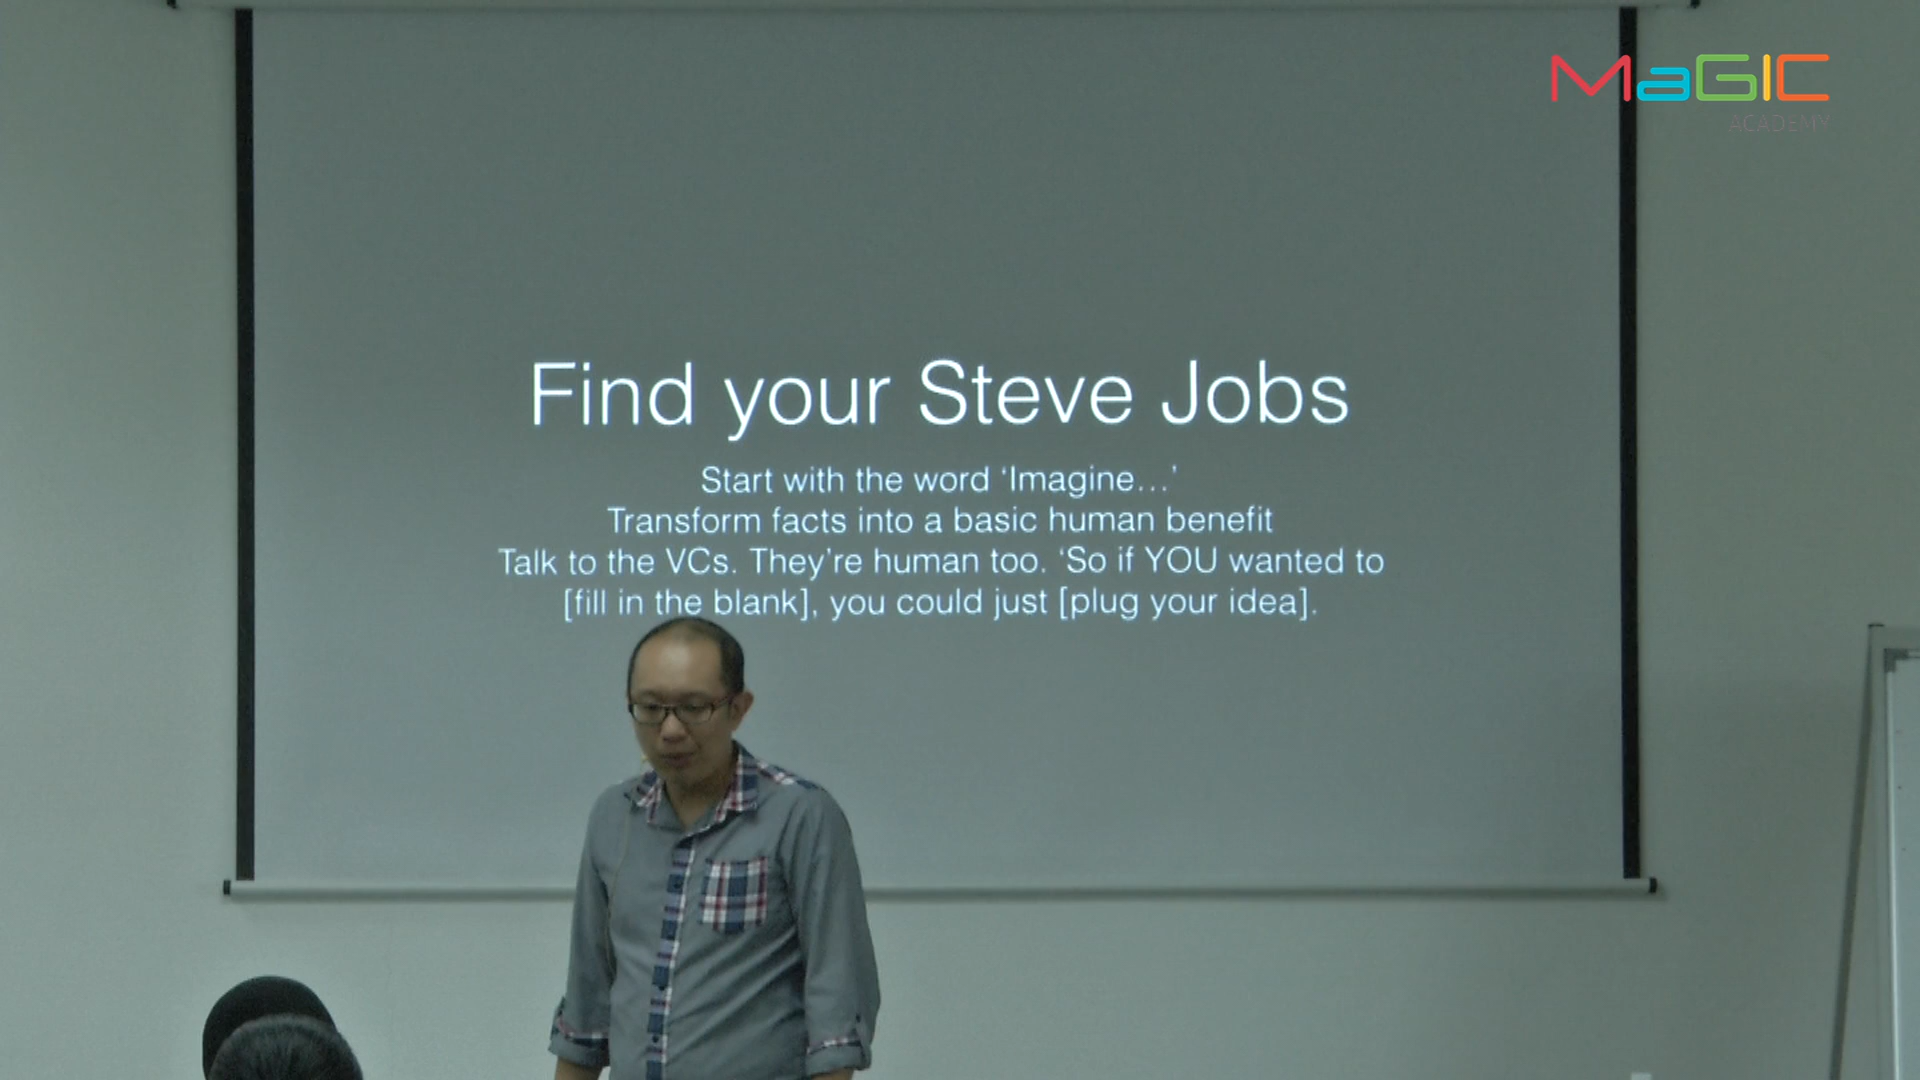 MaGIC
ACADEMY
Find your Steve Jobs
Start with the word ‘Imagine…’
Transform facts into a basic human benefit
Talk to the VCs. They’re human too. ‘So if YOU wanted to
[fill in the blank], you could just [plug your idea].